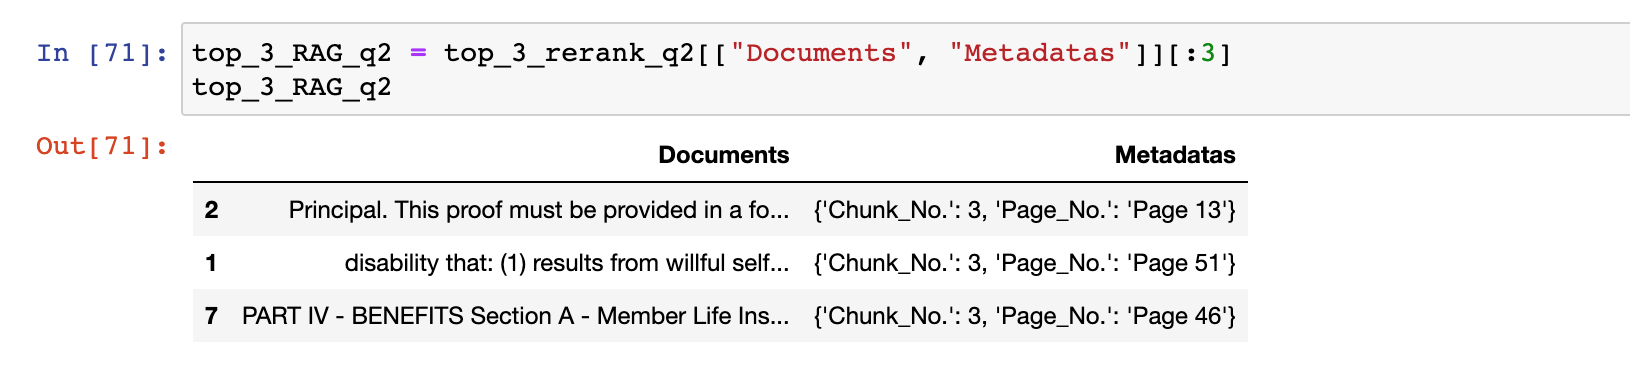 In [71]: top_3_RAG_q2 = top_3_rerank_q2[["Documents", "Metadatas"]][:3]
top_3_RAG_q2
Out[71]:
Documents Metadatas
2 Principal. This proof must be provided in a fo... {'Chunk_No.': 3, 'Page_No.': 'Page 13'}
1 disability that: (1) results from willful self... {'Chunk_No.': 3, 'Page_No.': 'Page 51'}
7 PART IV - BENEFITS Section A - Member Life Ins... {'Chunk_No.': 3, 'Page_No.': 'Page 46'}